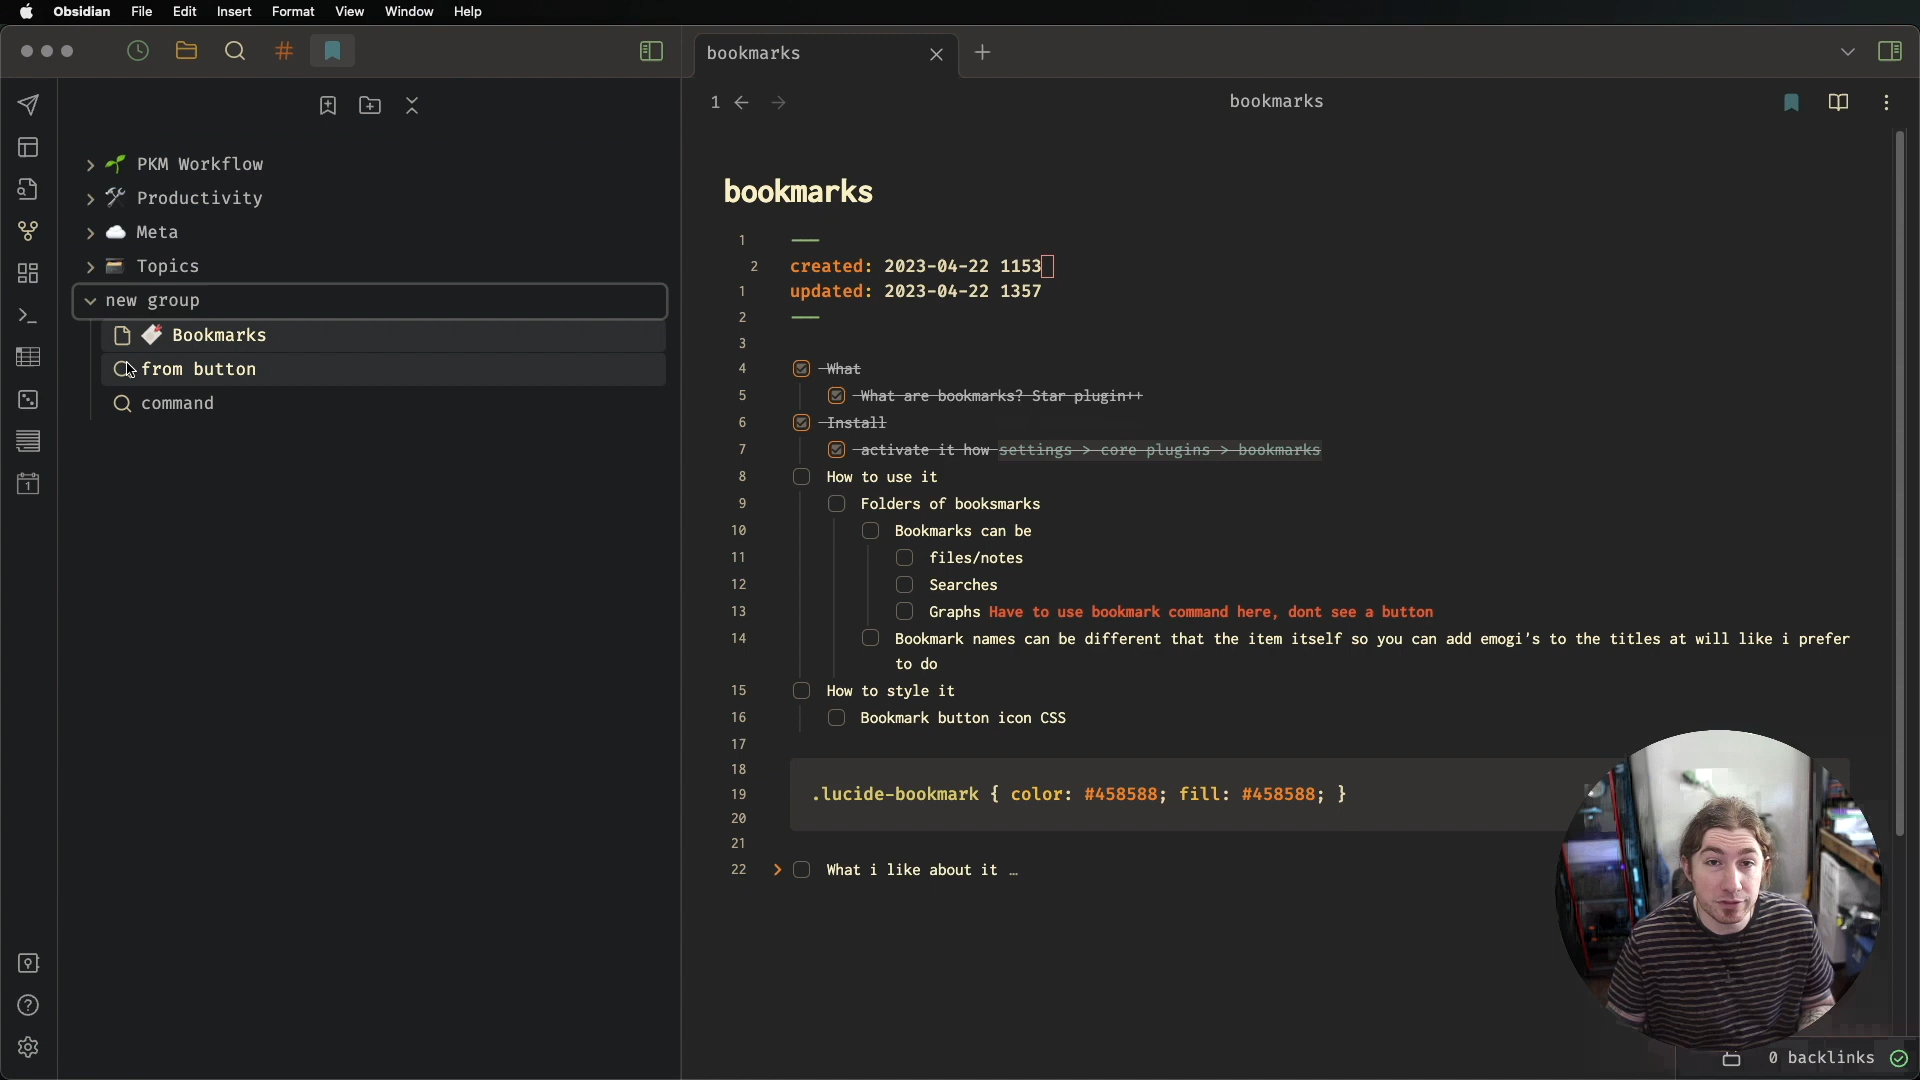 Obsidian File Edit Insert Format View Window Help
bookmarks
1
bookmarks
PKM Workflow
Productivity
Meta
Topics
new group
Bookmarks
from button
command
bookmarks
1
2 created: 2023-04-22 1153
1 updated: 2023-04-22 1357
2
3
4 What
5 What are bookmarks? Star plugin++
6 Install
7 activate it how settings > core plugins > bookmarks
8 How to use it
9 Folders of booksmarks
10 Bookmarks can be
11 files/notes
12 Searches
13 Graphs Have to use bookmark command here, dont see a button
14 Bookmark names can be different that the item itself so you can add emogi's to the titles at will like i prefer
to do
15 How to style it
16 Bookmark button icon CSS
17
18
19 .lucide-bookmark { color: #458588; fill: #458588; }
20
21
22 What i like about it …
0 backlinks